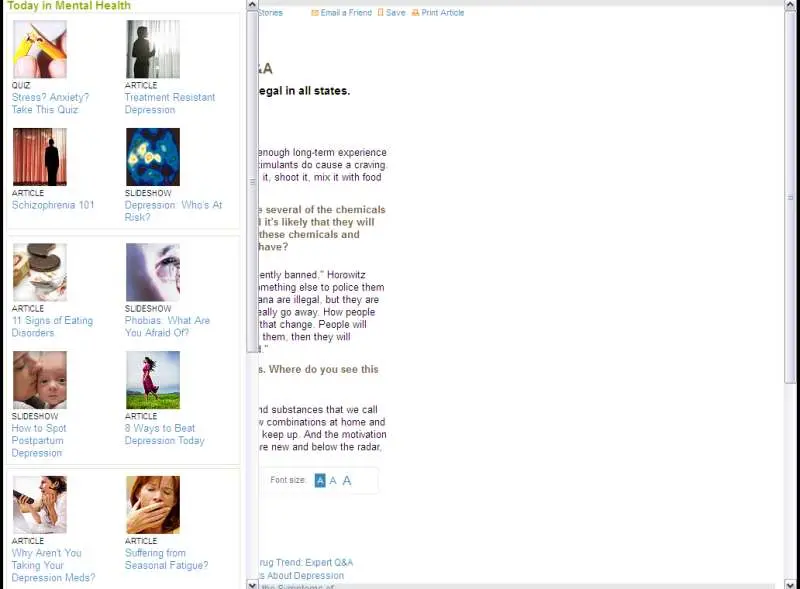 Today in Mental Health
QUIZ
Stress? Anxiety?
Take This Quiz
ARTICLE
Treatment Resistant
Depression
ARTICLE
Schizophrenia 101
SLIDESHOW
Depression: Who's At
Risk?
ARTICLE
11 Signs of Eating
Disorders
SLIDESHOW
Phobias: What Are
You Afraid Of?
SLIDESHOW
How to Spot
Postpartum
Depression
ARTICLE
8 Ways to Beat
Depression Today
ARTICLE
Why Aren't You
Taking Your
Depression Meds?
ARTICLE
Suffering from
Seasonal Fatigue?
Stories Email a Friend Save Print Article
&A
egal in all states.
enough long-term experience
timulants do cause a craving.
it, shoot it, mix it with food
e several of the chemicals
d it's likely that they will
these chemicals and
have?
ently banned," Horowitz
omething else to police them
ana are illegal, but they are
eally go away. How people
that change. People will
them, then they will
d."
s. Where do you see this
nd substances that we call
w combinations at home and
keep up. And the motivation
re new and below the radar,
Font size: A A A
rug Trend: Expert Q&A
ts About Depression
the Symptoms of